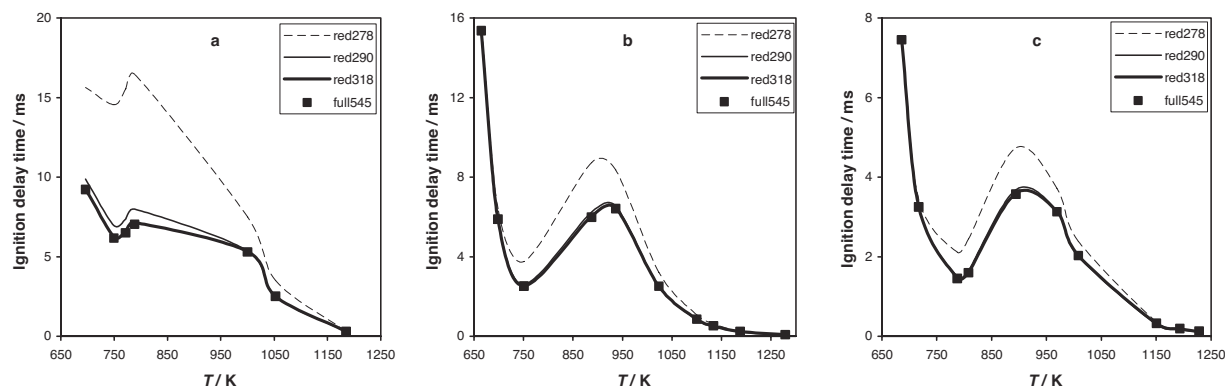 20
15
10
5
0
Ignition delay time / ms
a
red278
red290
red318
full545
650 750 850 950 1050 1150 1250
T / K
16
12
8
4
0
Ignition delay time / ms
b
red278
red290
red318
full545
650 750 850 950 1050 1150 1250
T / K
8
6
4
2
0
Ignition delay time / ms
c
red278
red290
red318
full545
650 750 850 950 1050 1150 1250
T / K